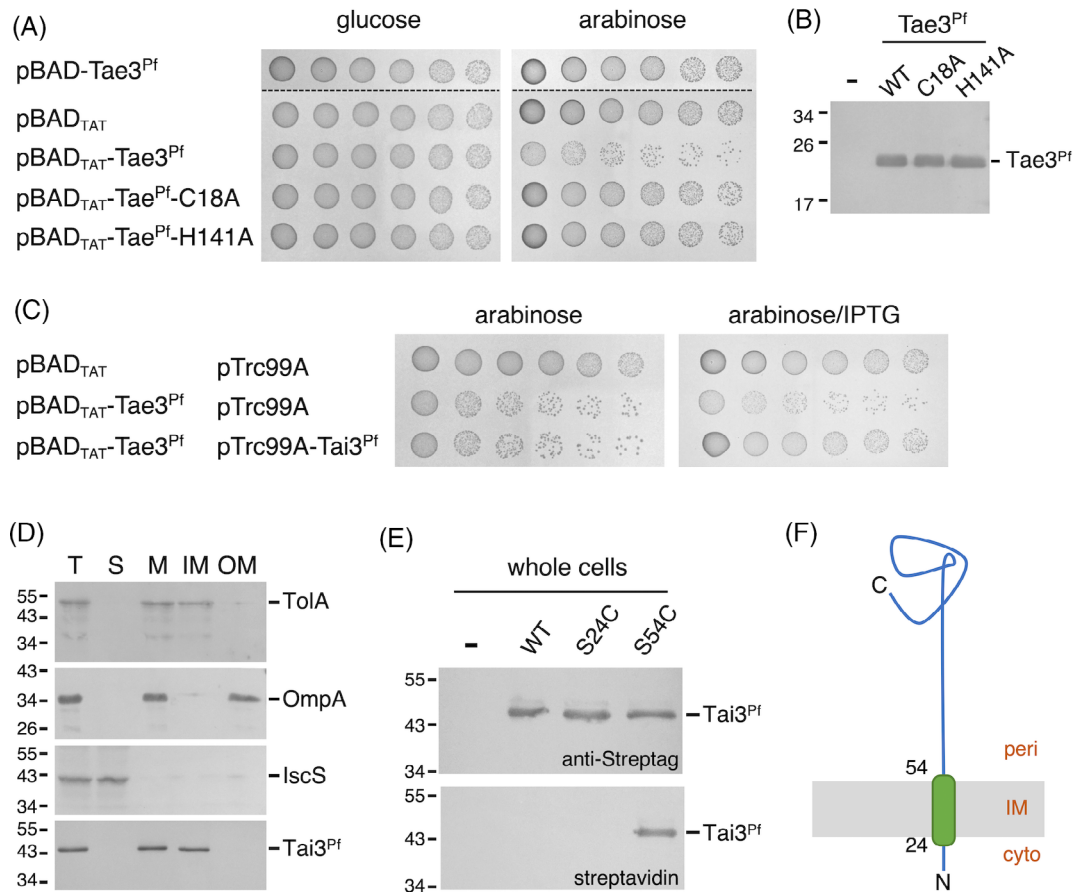 (A)
glucose
arabinose
pBAD-Tae3Pf
pBADTAT
pBADTAT-Tae3Pf
pBADTAT-TaePf-C18A
pBADTAT-TaePf-H141A
(B)
Tae3Pf
- WT C18A H141A
34
26
17
Tae3Pf
(C)
arabinose
arabinose/IPTG
pBADTAT pTrc99A
pBADTAT-Tae3Pf pTrc99A
pBADTAT-Tae3Pf pTrc99A-Tai3Pf
(D)
T S M IM OM
55
43
34
TolA
43
34
26
OmpA
55
43
34
IscS
55
43
34
Tai3Pf
(E)
whole cells
- WT S24C S54C
55
43
34
Tai3Pf
anti-Streptag
55
43
34
Tai3Pf
streptavidin
(F)
C
54
peri
IM
24
cyto
N